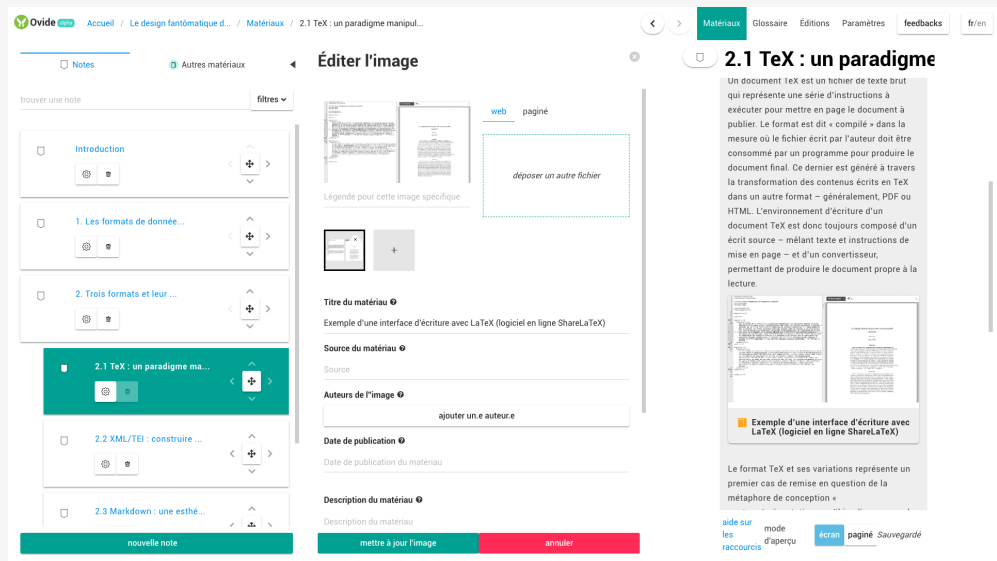 Ovide alpha Accueil / Le design fantômatique d... / Matériaux / 2.1 TeX : un paradigme manipul...
Matériaux Glossaire Éditions Paramètres feedbacks fr/en
Notes Autres matériaux
trouver une note filtres
Introduction
1. Les formats de donnée...
2. Trois formats et leur ...
2.1 TeX : un paradigme ma...
2.2 XML/TEI : construire ...
2.3 Markdown : une esthé...
nouvelle note
Éditer l'image
web paginé
déposer un autre fichier
Légende pour cette image spécifique
+
Titre du matériau
Exemple d'une interface d'écriture avec LaTeX (logiciel en ligne ShareLaTeX)
Source du matériau
Source
Auteurs de l"image
ajouter un.e auteur.e
Date de publication
Date de publication du matériau
Description du matériau
Description du matériau
mettre à jour l'image annuler
2.1 TeX : un paradigme
Un document TeX est un fichier de texte brut
qui représente une série d'instructions à
exécuter pour mettre en page le document à
publier. Le format est dit « compilé » dans la
mesure où le fichier écrit par l'auteur doit être
consommé par un programme pour produire le
document final. Ce dernier est généré à travers
la transformation des contenus écrits en TeX
dans un autre format – généralement, PDF ou
HTML. L'environnement d'écriture d'un
document TeX est donc toujours composé d'un
écrit source – mêlant texte et instructions de
mise en page – et d'un convertisseur,
permettant de produire le document propre à la
lecture.
Exemple d'une interface d'écriture avec
LaTeX (logiciel en ligne ShareLaTeX)
Le format TeX et ses variations représente un
premier cas de remise en question de la
métaphore de conception «
aide sur
les
raccourcis
mode
d'aperçu
écran paginé Sauvegardé